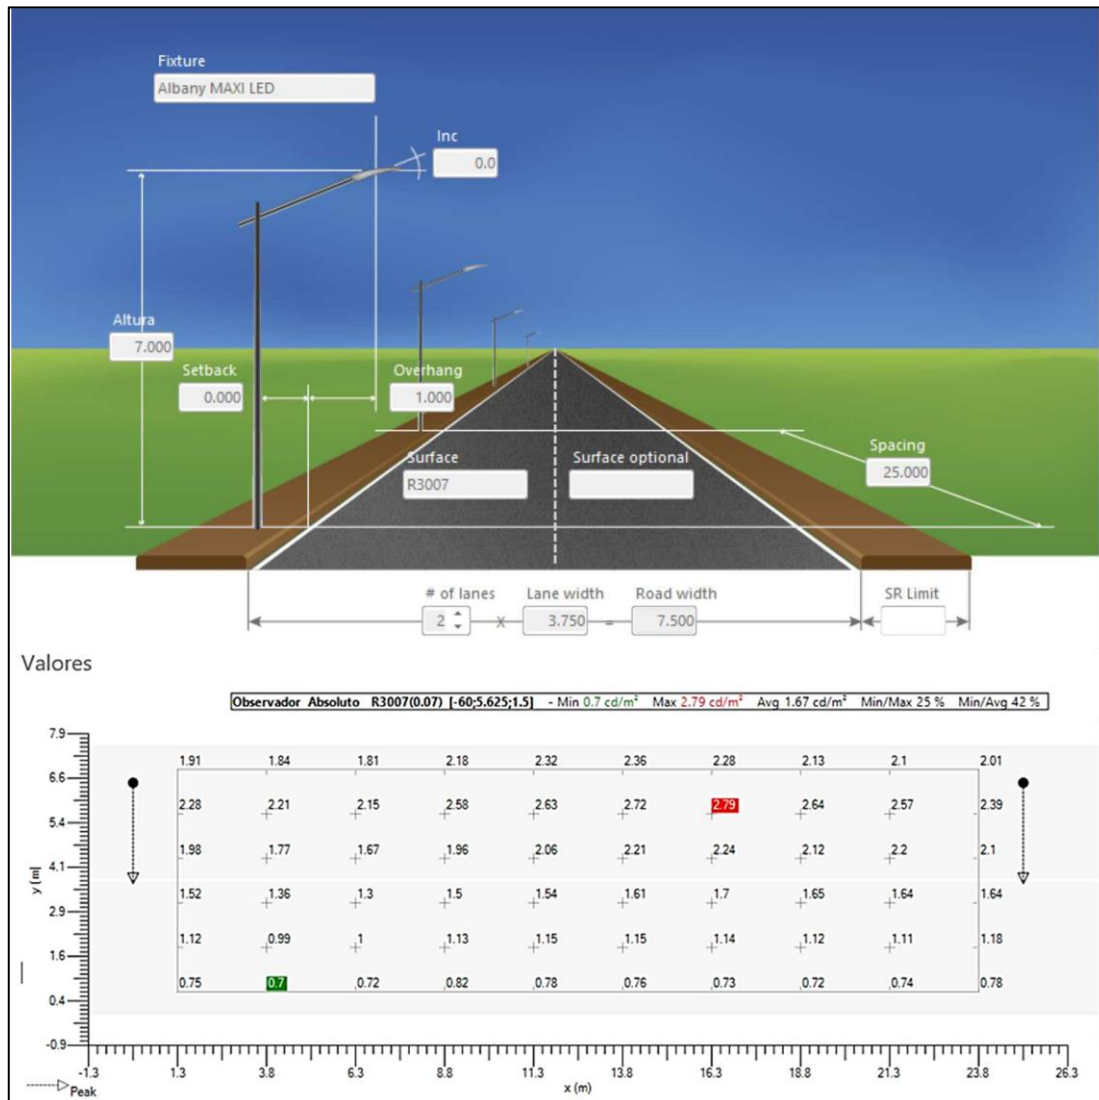 Fixture
Albany MAXI LED
Inc
0.0
Altura
7.000
Setback
0.000
Overhang
1.000
Spacing
25.000
Surface
R3007
Surface optional
# of lanes
Lane width
Road width
SR Limit
2 X 3.750 = 7.500
Valores
Observador Absoluto R3007(0.07) [-60;5.625;1.5] - Min 0.7 cd/m² Max 2.79 cd/m² Avg 1.67 cd/m² Min/Max 25 % Min/Avg 42 %
7.9
1.91 1.84 1.81 2.18 2.32 2.36 2.28 2.13 2.1 2.01
6.6
2.28 2.21 2.15 2.58 2.63 2.72 2.79 2.64 2.57 2.39
5.4
1.98 1.77 1.67 1.96 2.06 2.21 2.24 2.12 2.2 2.1
4.1
y (m)
1.52 1.36 1.3 1.5 1.54 1.61 1.7 1.65 1.64 1.64
2.9
1.12 0.99 1 1.13 1.15 1.15 1.14 1.12 1.11 1.18
1.6
0.75 0.7 0.72 0.82 0.78 0.76 0.73 0.72 0.74 0.78
0.4
-0.9
-1.3 1.3 3.8 6.3 8.8 11.3 13.8 16.3 18.8 21.3 23.8 26.3
Peak
x (m)